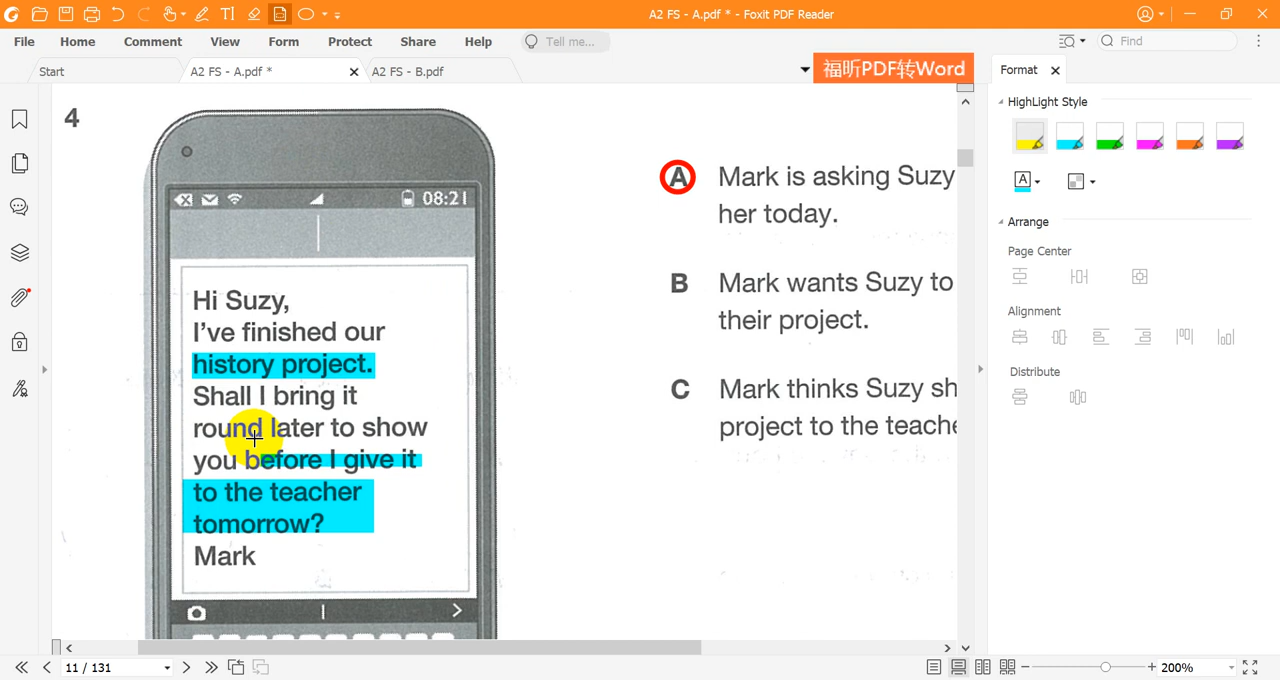 A2 FS - A.pdf * - Foxit PDF Reader
File Home Comment View Form Protect Share Help Tell me... Find
Start A2 FS - A.pdf * A2 FS - B.pdf 福昕PDF转Word
4
08:21
Hi Suzy,
I've finished our
history project.
Shall I bring it
round later to show
you before I give it
to the teacher
tomorrow?
Mark
A Mark is asking Suzy
her today.
B Mark wants Suzy to
their project.
C Mark thinks Suzy sh
project to the teache
Format
HighLight Style
Arrange
Page Center
Alignment
Distribute
11 / 131
200%